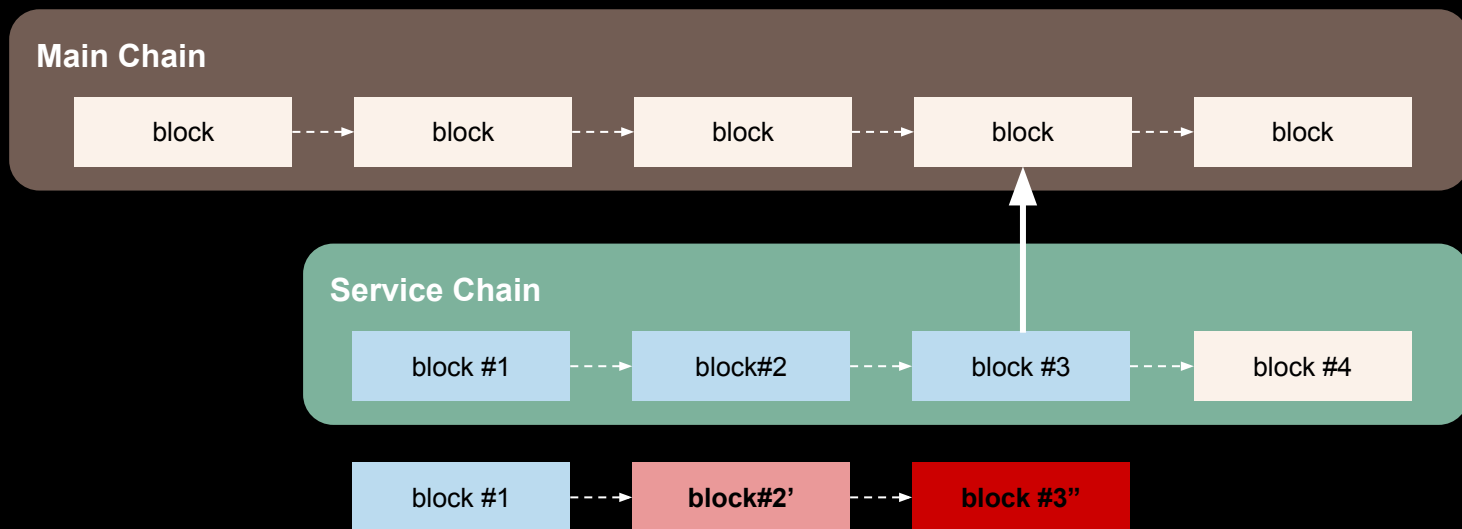 Main Chain
block block block block block
Service Chain
block #1 block#2 block #3 block #4
block #1 block#2’ block #3”